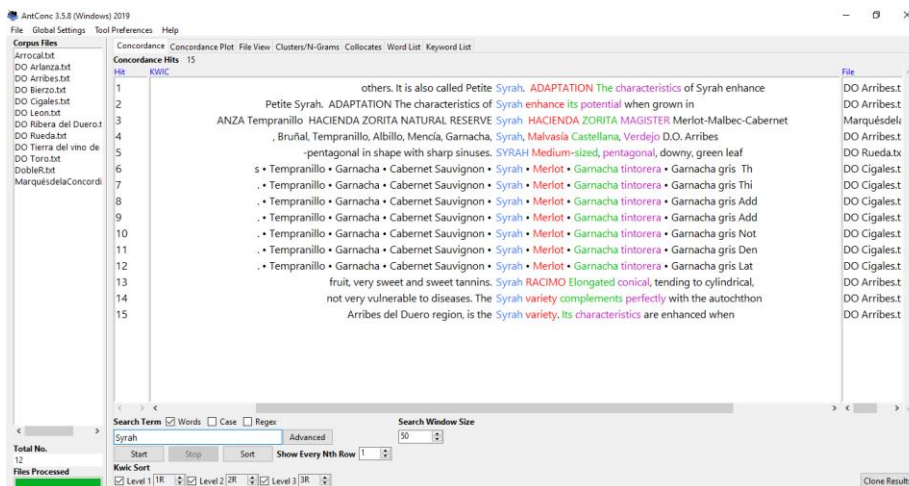 AntConc 3.5.8 (Windows) 2019
File Global Settings Tool Preferences Help
Corpus Files
Arrocal.txt
DO Arlanza.txt
DO Arribes.txt
DO Bierzo.txt
DO Cigales.txt
DO Leon.txt
DO Ribera del Duero.t
DO Rueda.txt
DO Tierra del vino de
DO Toro.txt
DobleR.txt
MarquésdelaConcordi
Total No.
12
Files Processed
Concordance Concordance Plot File View Clusters/N-Grams Collocates Word List Keyword List
Concordance Hits 15
Hit KWIC File
1 others. It is also called Petite Syrah. ADAPTATION The characteristics of Syrah enhance DO Arribes.t
2 Petite Syrah. ADAPTATION The characteristics of Syrah enhance its potential when grown in DO Arribes.t
3 ANZA Tempranillo HACIENDA ZORITA NATURAL RESERVE Syrah HACIENDA ZORITA MAGISTER Merlot-Malbec-Cabernet Marquésdela
4 , Bruñal, Tempranillo, Albillo, Mencía, Garnacha, Syrah, Malvasía Castellana, Verdejo D.O. Arribes DO Arribes.t
5 -pentagonal in shape with sharp sinuses. SYRAH Medium-sized, pentagonal, downy, green leaf DO Rueda.tx
6 s • Tempranillo • Garnacha • Cabernet Sauvignon • Syrah • Merlot • Garnacha tintorera • Garnacha gris Th DO Cigales.t
7 . • Tempranillo • Garnacha • Cabernet Sauvignon • Syrah • Merlot • Garnacha tintorera • Garnacha gris Thi DO Cigales.t
8 . • Tempranillo • Garnacha • Cabernet Sauvignon • Syrah • Merlot • Garnacha tintorera • Garnacha gris Add DO Cigales.t
9 . • Tempranillo • Garnacha • Cabernet Sauvignon • Syrah • Merlot • Garnacha tintorera • Garnacha gris Add DO Cigales.t
10 . • Tempranillo • Garnacha • Cabernet Sauvignon • Syrah • Merlot • Garnacha tintorera • Garnacha gris Not DO Cigales.t
11 . • Tempranillo • Garnacha • Cabernet Sauvignon • Syrah • Merlot • Garnacha tintorera • Garnacha gris Den DO Cigales.t
12 . • Tempranillo • Garnacha • Cabernet Sauvignon • Syrah • Merlot • Garnacha tintorera • Garnacha gris Lat DO Cigales.t
13 fruit, very sweet and sweet tannins. Syrah RACIMO Elongated conical, tending to cylindrical, DO Arribes.t
14 not very vulnerable to diseases. The Syrah variety complements perfectly with the autochthon DO Arribes.t
15 Arribes del Duero region, is the Syrah variety. Its characteristics are enhanced when DO Arribes.t
Search Term Words Case Regex Search Window Size
Syrah Advanced 50
Start Stop Sort Show Every Nth Row 1
Kwic Sort
Level 1 1R Level 2 2R Level 3 3R Clone Results